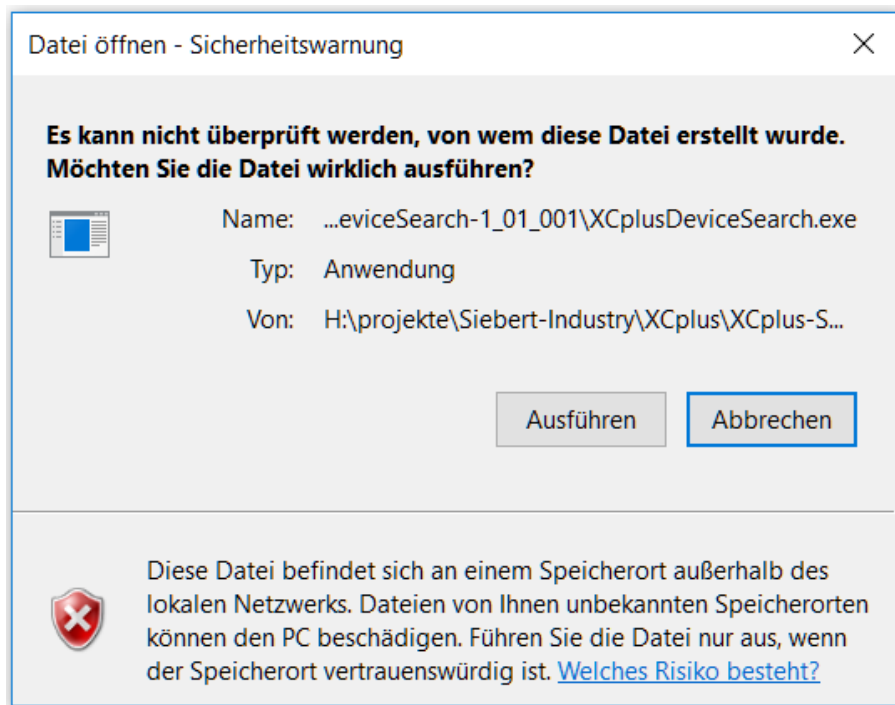 Datei öffnen - Sicherheitswarnung
Es kann nicht überprüft werden, von wem diese Datei erstellt wurde.
Möchten Sie die Datei wirklich ausführen?
Name: ...eviceSearch-1_01_001\XCplusDeviceSearch.exe
Typ: Anwendung
Von: H:\projekte\Siebert-Industry\XCplus\XCplus-S...
Ausführen Abbrechen
Diese Datei befindet sich an einem Speicherort außerhalb des
lokalen Netzwerks. Dateien von Ihnen unbekannten Speicherorten
können den PC beschädigen. Führen Sie die Datei nur aus, wenn
der Speicherort vertrauenswürdig ist. Welches Risiko besteht?